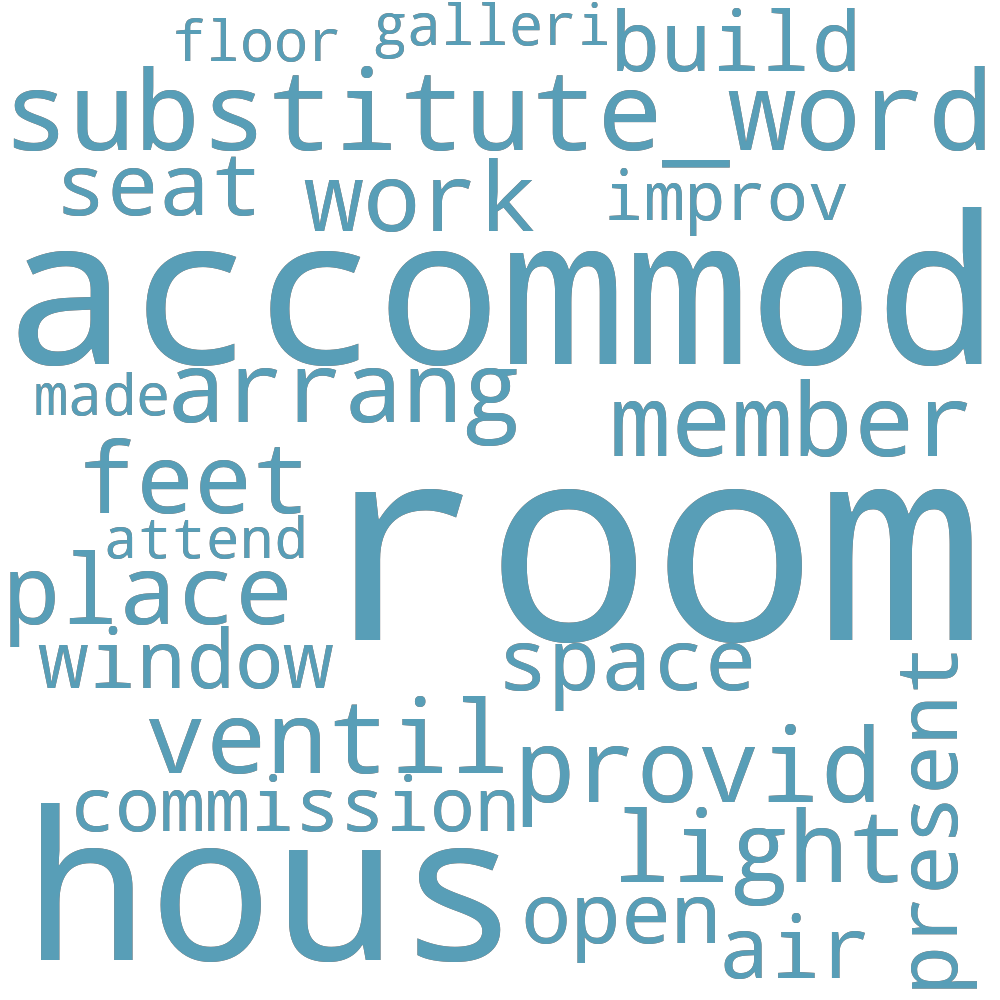 floor galleri build
substitute_word
seat work improv
accommod
made arrang member
feet
room
attend
place
window space
present
ventil provid
commission
hous light
open air